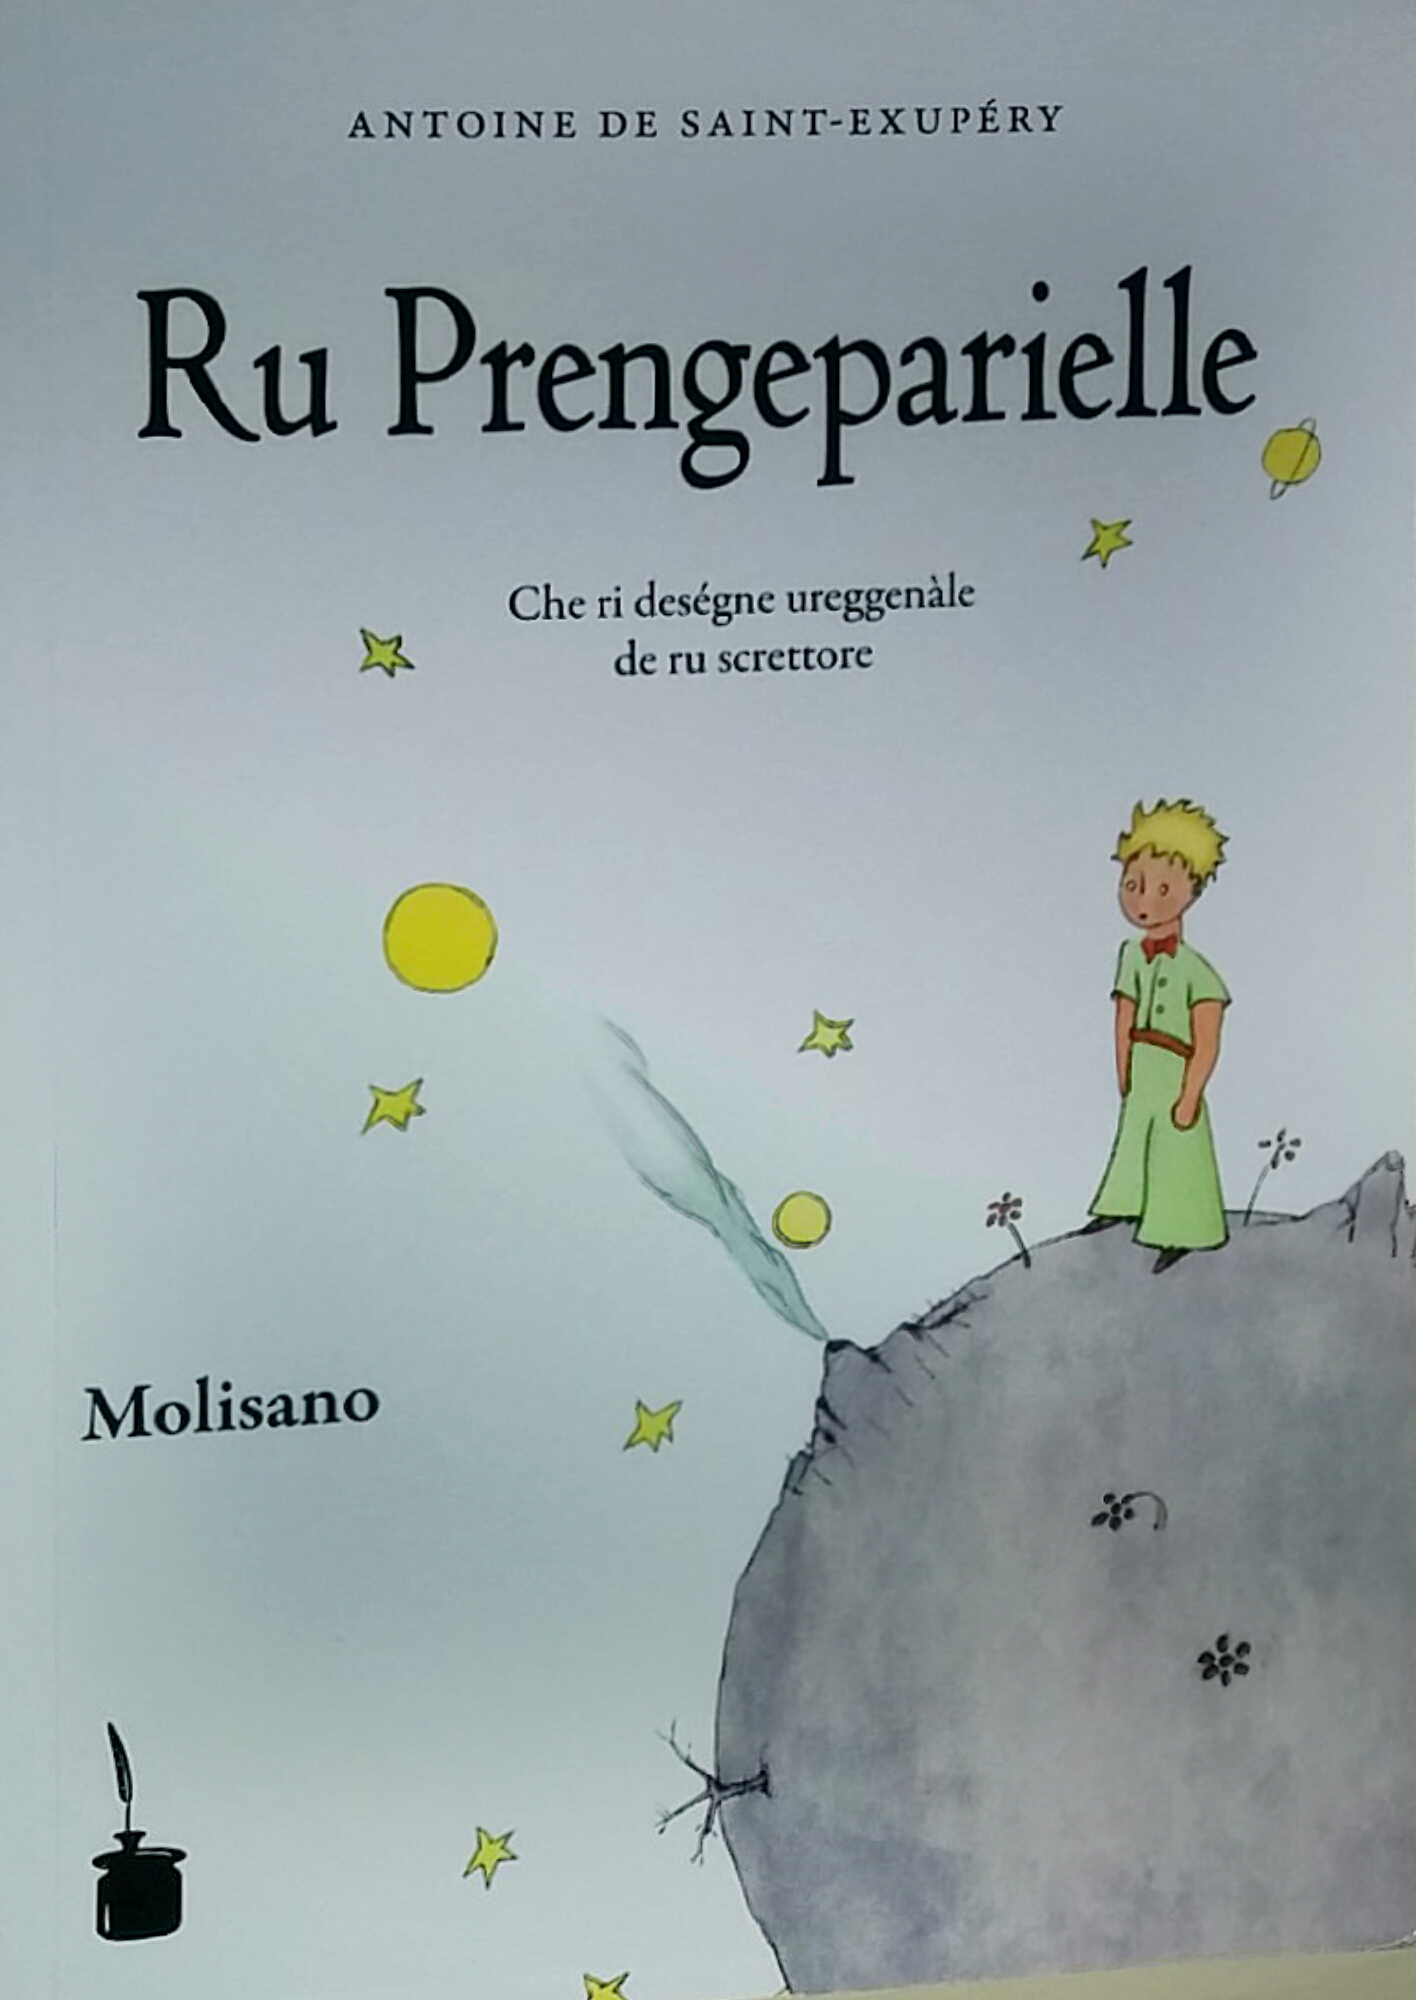 ANTOINE DE SAINT-EXUPÉRY
Ru Prengeparielle
Che ri deségne ureggenàle
de ru screttore
Molisano